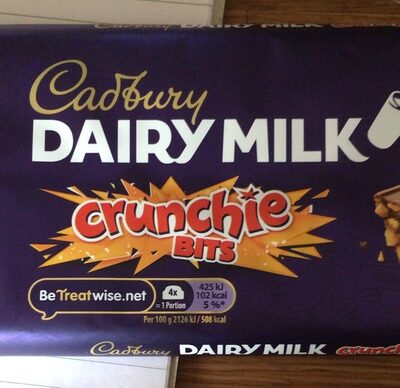 Cadbury
DAIRY MILK
crunchie
BITS
BeTreatwise.net
4x
= 1 Portion
425 kJ
102 kcal
5 %*
Per 100 g 2126 kJ / 508 kcal
Cadbury DAIRY MILK crunchie